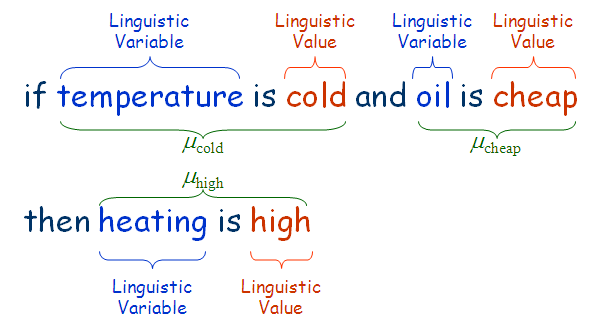 Linguistic Variable Linguistic Value Linguistic Variable Linguistic Value
if temperature is cold and oil is cheap
μcold μcheap
μhigh
then heating is high
Linguistic Variable Linguistic Value